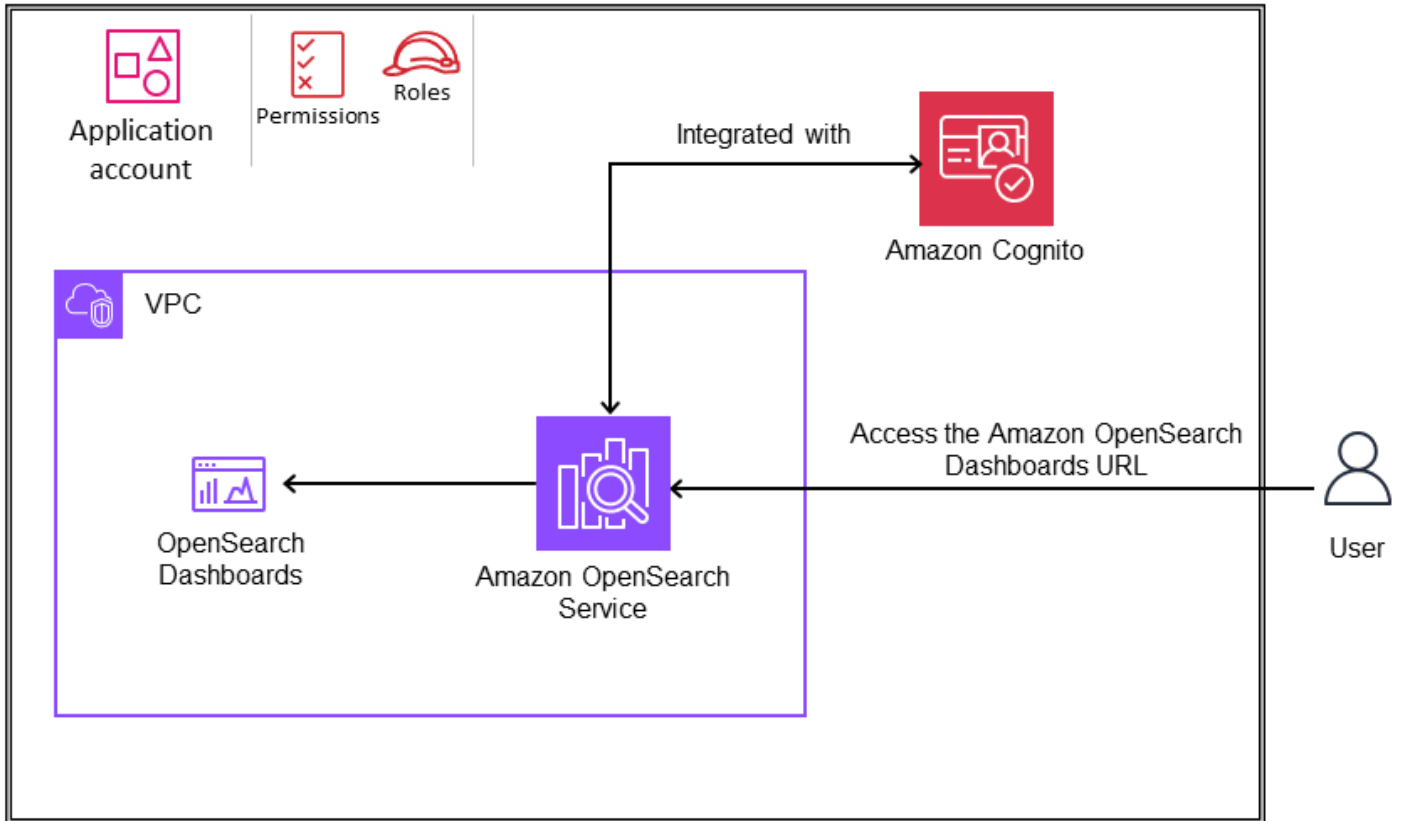 Application
account
Permissions
Roles
Integrated with
Amazon Cognito
VPC
Access the Amazon OpenSearch
Dashboards URL
OpenSearch
Dashboards
Amazon OpenSearch
Service
User